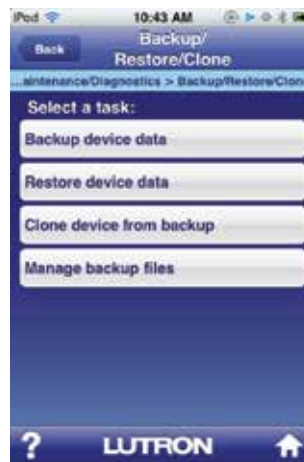 iPod 10:43 AM
Back
Backup/
Restore/Clone
...aintenance/Diagnostics > Backup/Restore/Clone
Select a task:
Backup device data
Restore device data
Clone device from backup
Manage backup files
? LUTRON